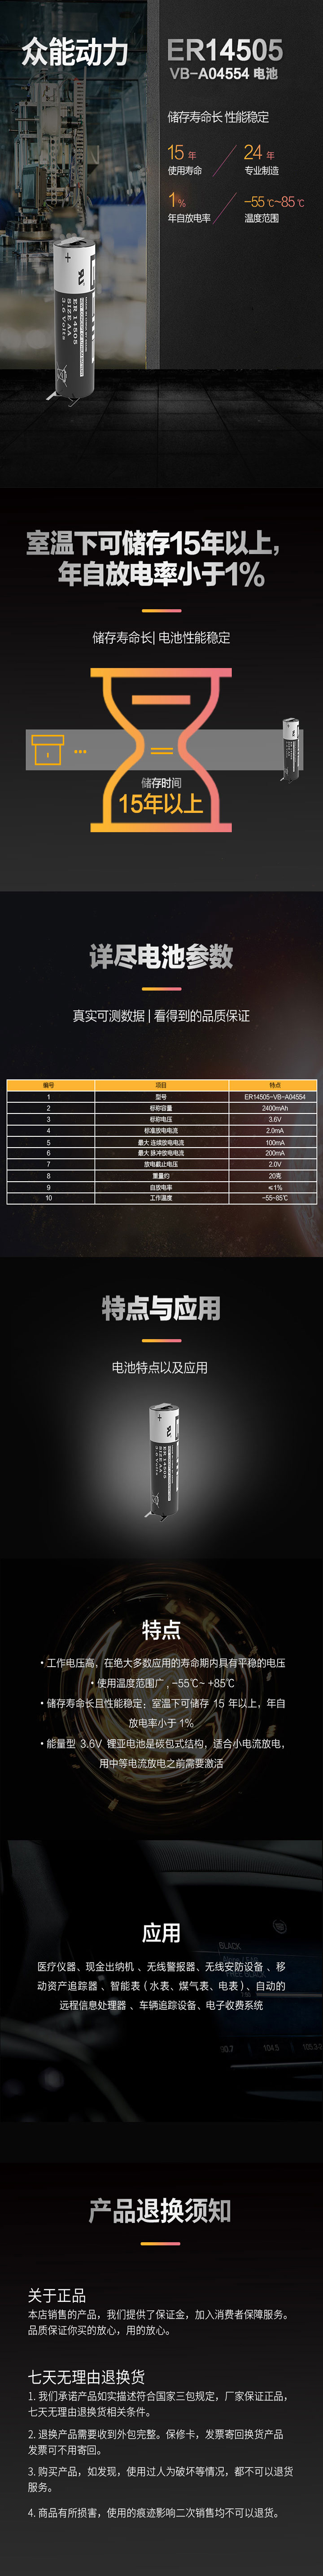 众能动力
ER14505
VB-A04554 电池
储存寿命长 性能稳定
15 年
使用寿命
24 年
专业制造
1%
年自放电率
-55℃~85℃
温度范围
ER 14505
SIZE AA
3.6 Volts
室温下可储存15年以上,
年自放电率小于1%
储存寿命长| 电池性能稳定
储存时间
15年以上
详尽电池参数
真实可测数据 | 看得到的品质保证
编号 项目 特点
1 型号 ER14505-VB-A04554
2 标称容量 2400mAh
3 标称电压 3.6V
4 标准放电电流 2.0mA
5 最大 连续放电电流 100mA
6 最大 脉冲放电电流 200mA
7 放电截止电压 2.0V
8 重量约 20克
9 自放电率 ≤1%
10 工作温度 -55~85℃
特点与应用
电池特点以及应用
ER 14505
SIZE AA
3.6 Volts
特点
• 工作电压高，在绝大多数应用的寿命期内具有平稳的电压
• 使用温度范围广，-55℃~ +85℃
• 储存寿命长且性能稳定；室温下可储存 15 年以上，年自
放电率小于 1%
• 能量型 3.6V 锂亚电池是碳包式结构，适合小电流放电，
用中等电流放电之前需要激活
应用
医疗仪器、现金出纳机 、无线警报器、无线安防设备 、移
动资产追踪器 、智能表 ( 水表、煤气表、电表) 、自动的
远程信息处理器 、车辆追踪设备、电子收费系统
BLACK
90.7 104.5
产品退换须知
关于正品
本店销售的产品，我们提供了保证金，加入消费者保障服务。
品质保证你买的放心，用的放心。
七天无理由退换货
1. 我们承诺产品如实描述符合国家三包规定，厂家保证正品，
七天无理由退换货相关条件。
2. 退换产品需要收到外包完整。保修卡，发票寄回换货产品
发票可不用寄回。
3. 购买产品，如发现，使用过人为破坏等情况，都不可以退货
服务。
4. 商品有所损害，使用的痕迹影响二次销售均不可以退货。